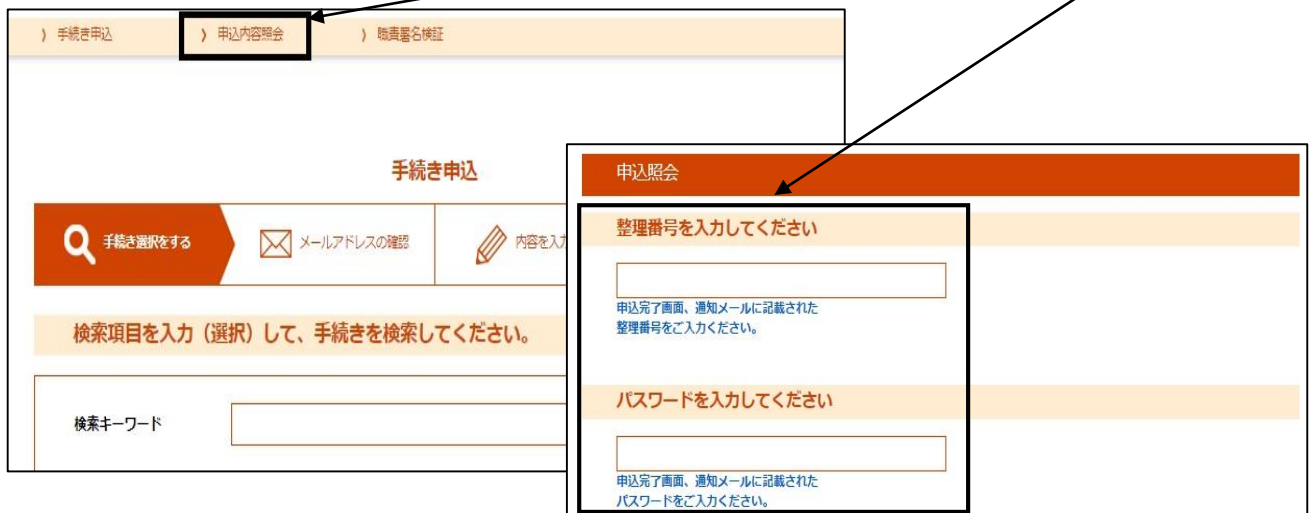 〉 手続き申込
〉 申込内容照会
〉 職責署名検証
手続き申込
手続き選択をする
メールアドレスの確認
内容を入力
検索項目を入力（選択）して、手続きを検索してください。
検索キーワード
申込照会
整理番号を入力してください
申込完了画面、通知メールに記載された
整理番号をご入力ください。
パスワードを入力してください
申込完了画面、通知メールに記載された
パスワードをご入力ください。